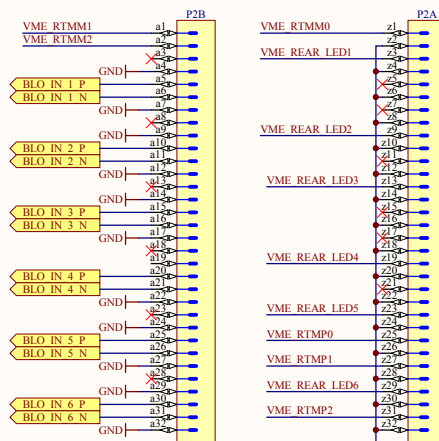 P2B
VME_RTMM1 a1
VME_RTMM2 a2
a3
GND a4
BLO_IN_1_P a5
BLO_IN_1_N a6
GND a7
a8
GND a9
BLO_IN_2_P a10
BLO_IN_2_N a11
GND a12
a13
GND a14
BLO_IN_3_P a15
BLO_IN_3_N a16
GND a17
a18
a19
BLO_IN_4_P a20
BLO_IN_4_N a21
GND a22
a23
GND a24
BLO_IN_5_P a25
BLO_IN_5_N a26
GND a27
a28
GND a29
BLO_IN_6_P a30
BLO_IN_6_N a31
GND a32
P2A
VME_RTMM0 z1
z2
VME_REAR_LED1 z3
z4
z5
z6
z7
z8
VME_REAR_LED2 z9
z10
z11
z12
VME_REAR_LED3 z13
z14
z15
z16
z17
z18
VME_REAR_LED4 z19
z20
z21
z22
VME_REAR_LED5 z23
z24
VME_RTMP0 z25
z26
VME_RTMP1 z27
z28
VME_REAR_LED6 z29
z30
VME_RTMP2 z31
z32